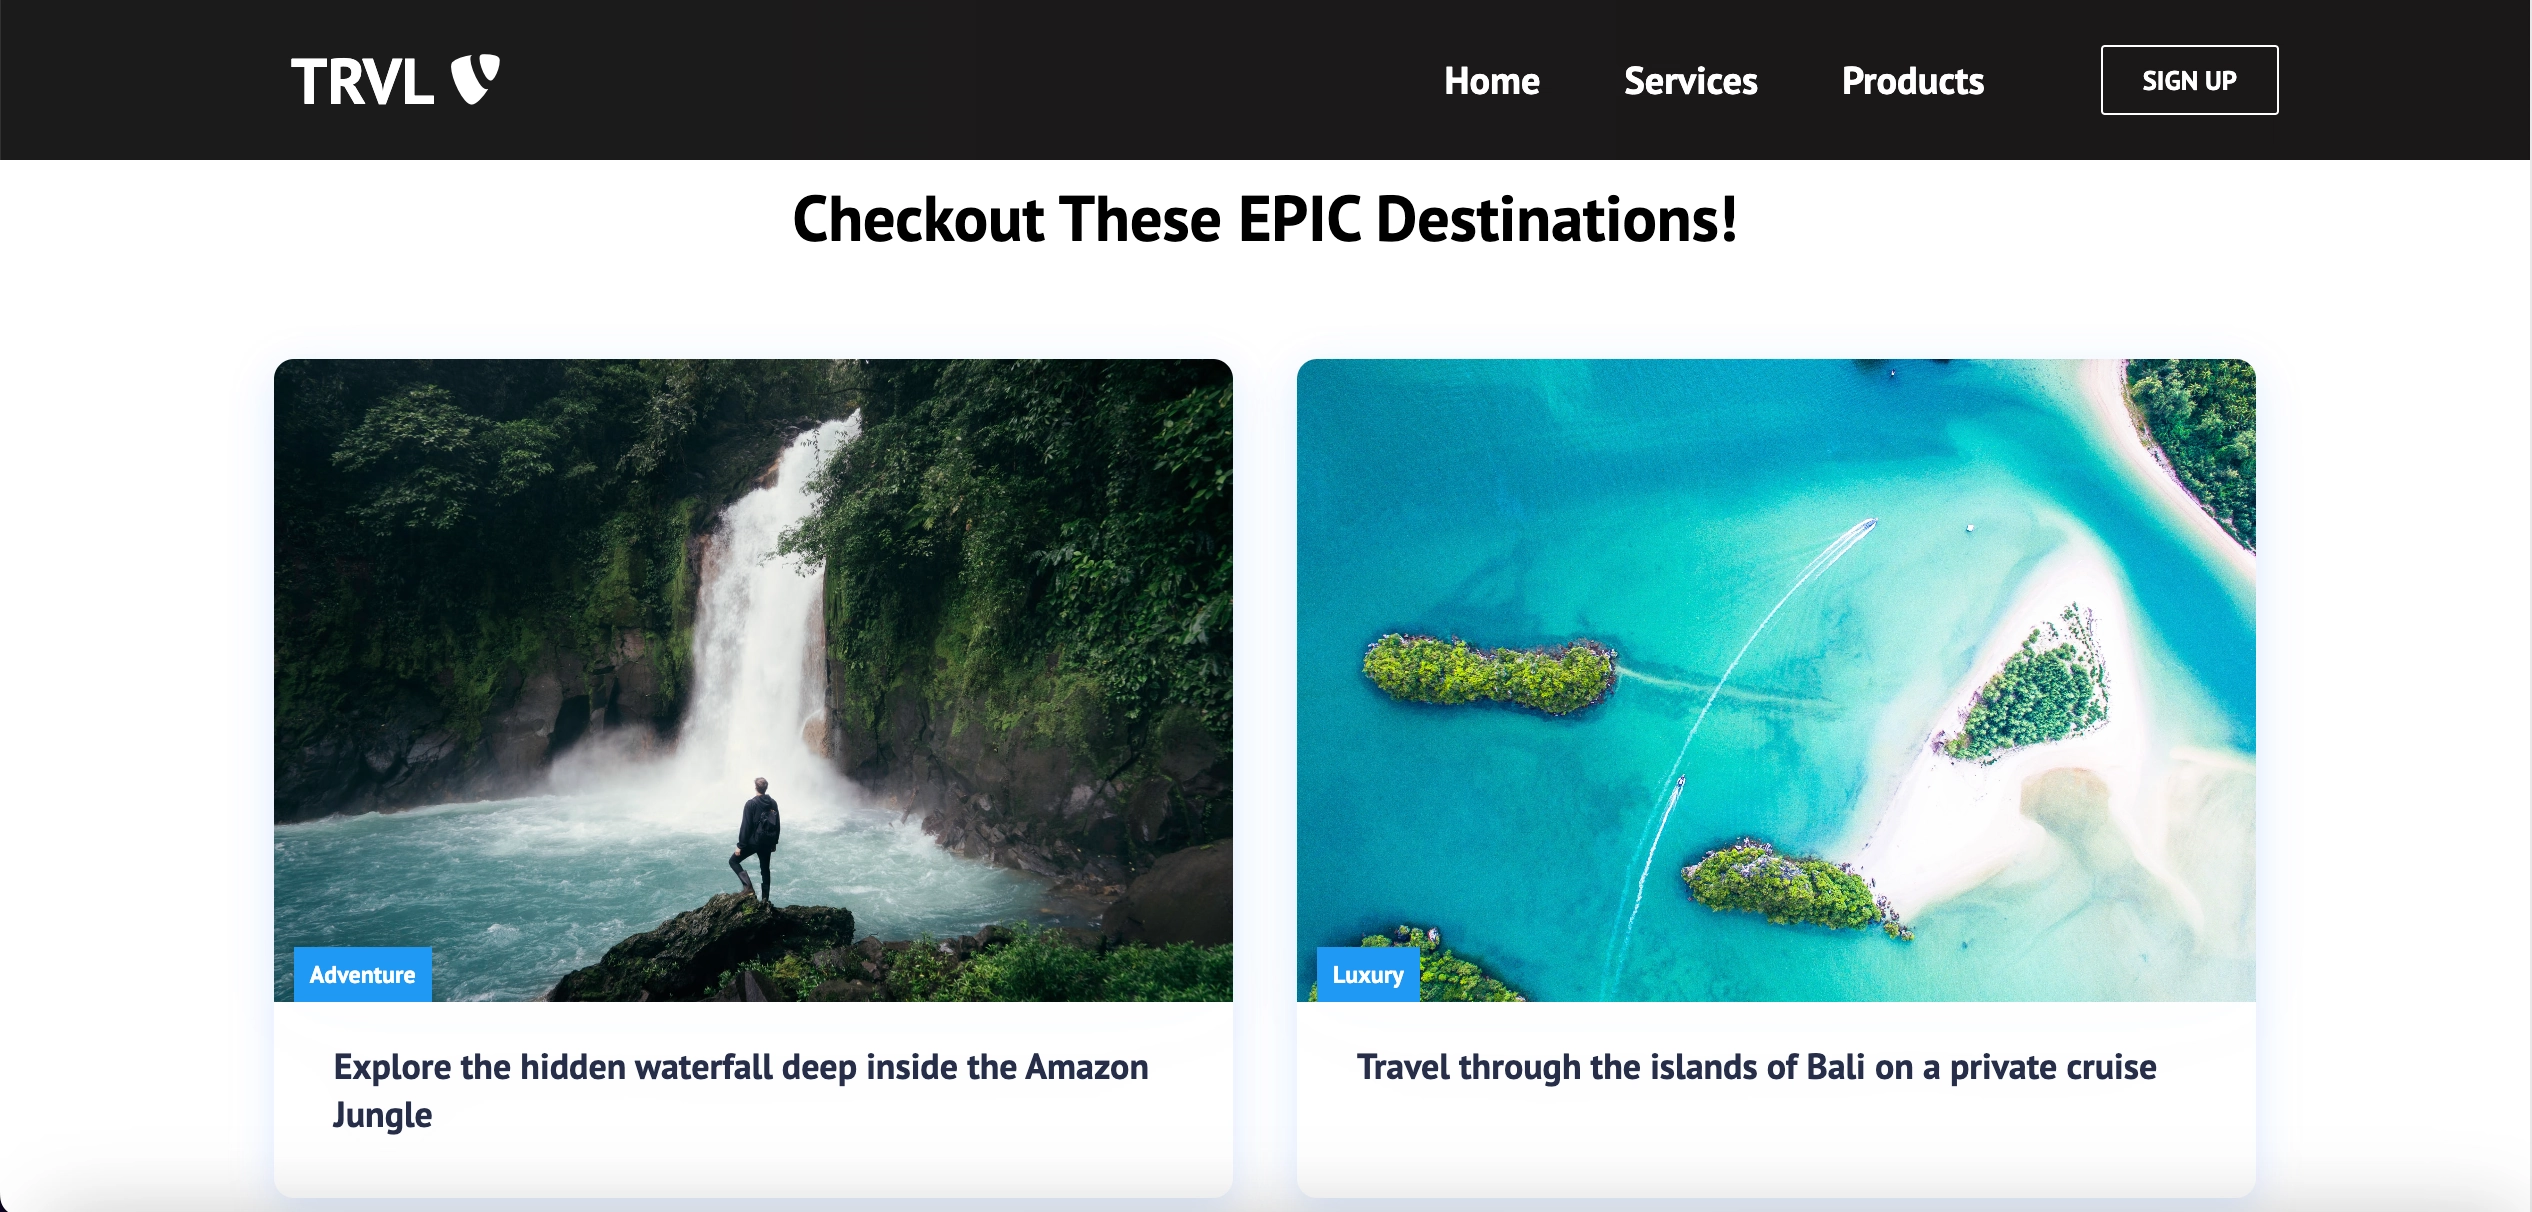 TRVL
Home Services Products SIGN UP
Checkout These EPIC Destinations!
Adventure
Explore the hidden waterfall deep inside the Amazon
Jungle
Luxury
Travel through the islands of Bali on a private cruise